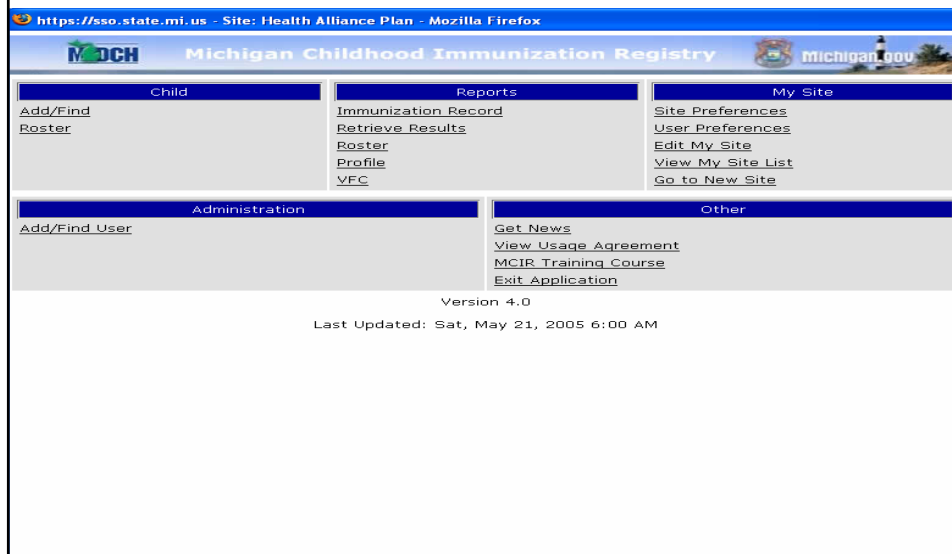 https://sso.state.mi.us - Site: Health Alliance Plan - Mozilla Firefox
MDCH Michigan Childhood Immunization Registry Michigan.gov
Child
Add/Find
Roster
Reports
Immunization Record
Retrieve Results
Roster
Profile
VFC
My Site
Site Preferences
User Preferences
Edit My Site
View My Site List
Go to New Site
Administration
Add/Find User
Other
Get News
View Usage Agreement
MCIR Training Course
Exit Application
Version 4.0
Last Updated: Sat, May 21, 2005 6:00 AM